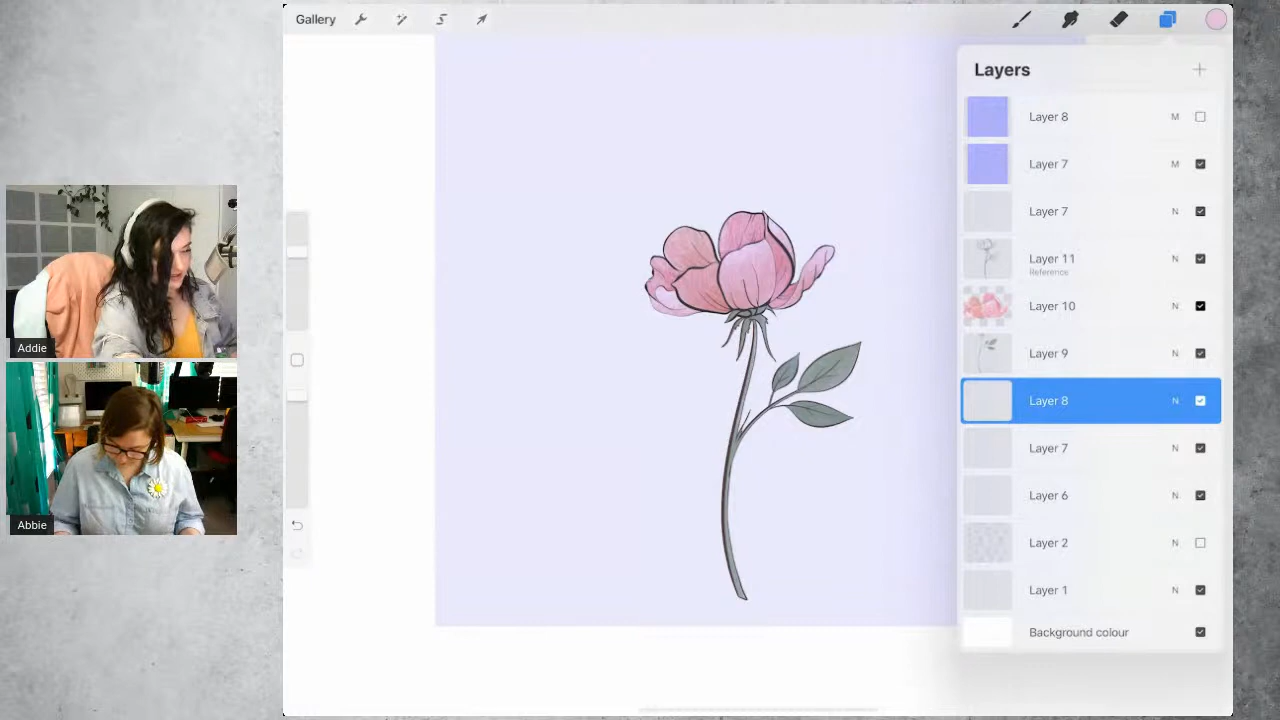 Gallery
Layers
Layer 8 M
Layer 7 M
Layer 7 N
Layer 11 N
Reference
Layer 10 N
Layer 9 N
Layer 8 N
Layer 7 N
Layer 6 N
Layer 2 N
Layer 1 N
Background colour
Addie
Abbie